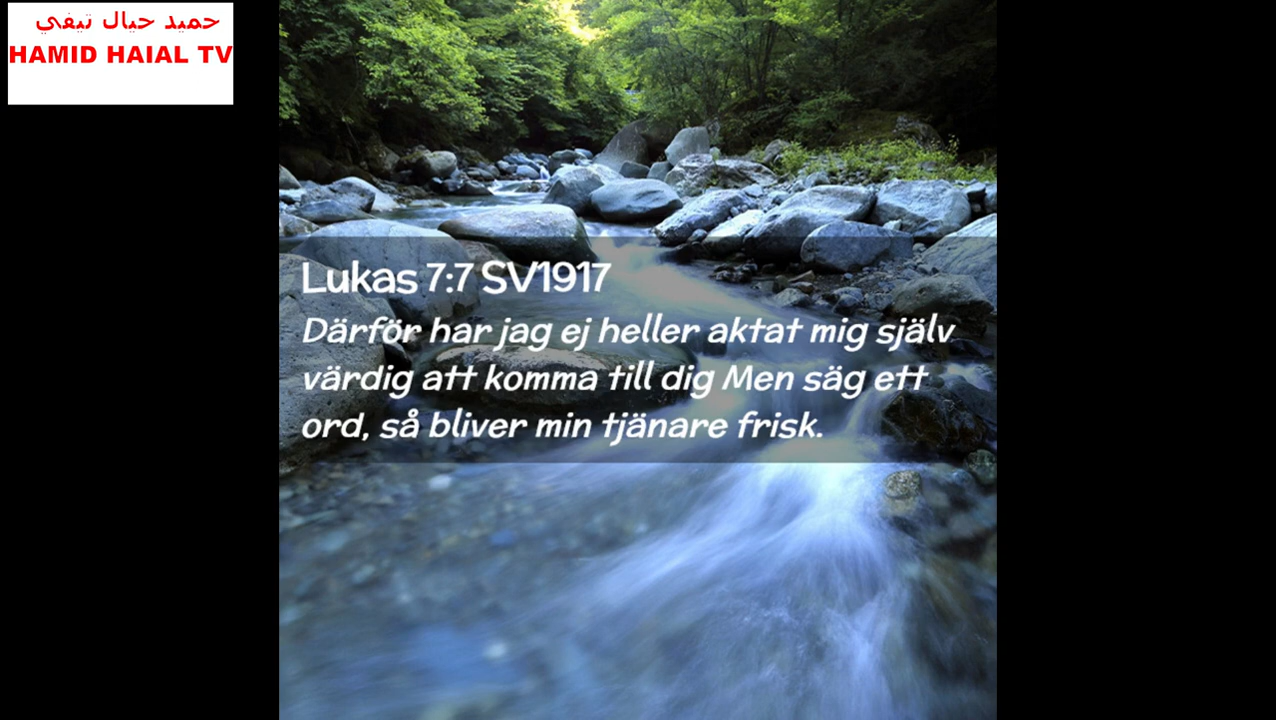 حميد حيال تيفي
HAMID HAIAL TV
Lukas 7:7 SV1917
Därför har jag ej heller aktat mig själv
värdig att komma till dig Men säg ett
ord, så bliver min tjänare frisk.